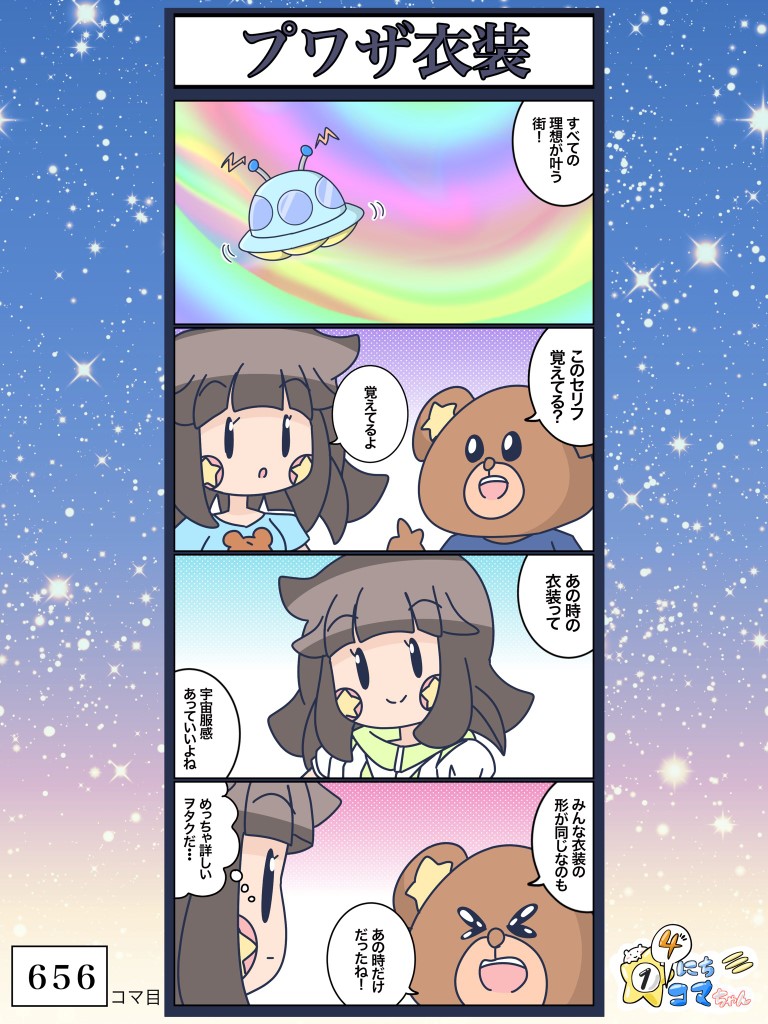 プワザ衣装
すべての
理想が叶う
街！
このセリフ
覚えてる？
覚えてるよ
あの時の
衣装って
宇宙服感
あっていいよね
みんな衣装の
形が同じなのも
あの時だけ
だったね！
めっちゃ詳しい
ヲタクだ…
656
コマ目
1
にち
4
コマ
ちゃん